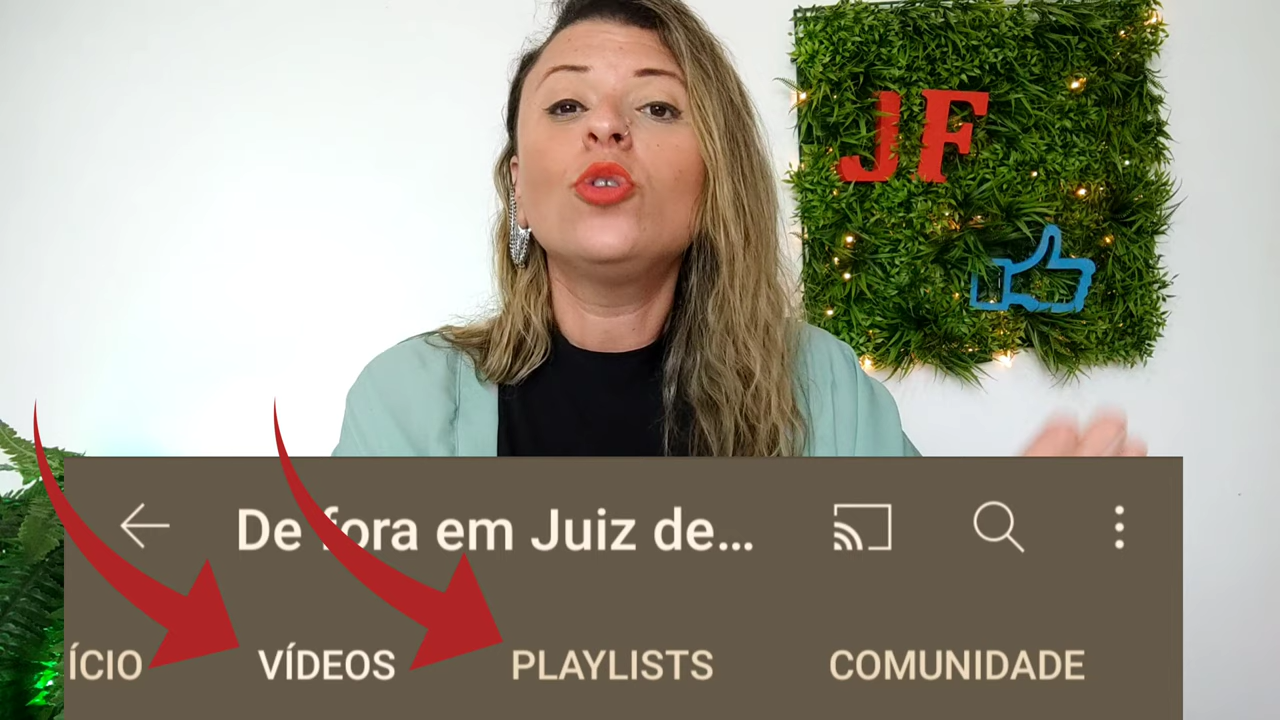 JF
De fora em Juiz de...
ÍCIO
VÍDEOS
PLAYLISTS
COMUNIDADE